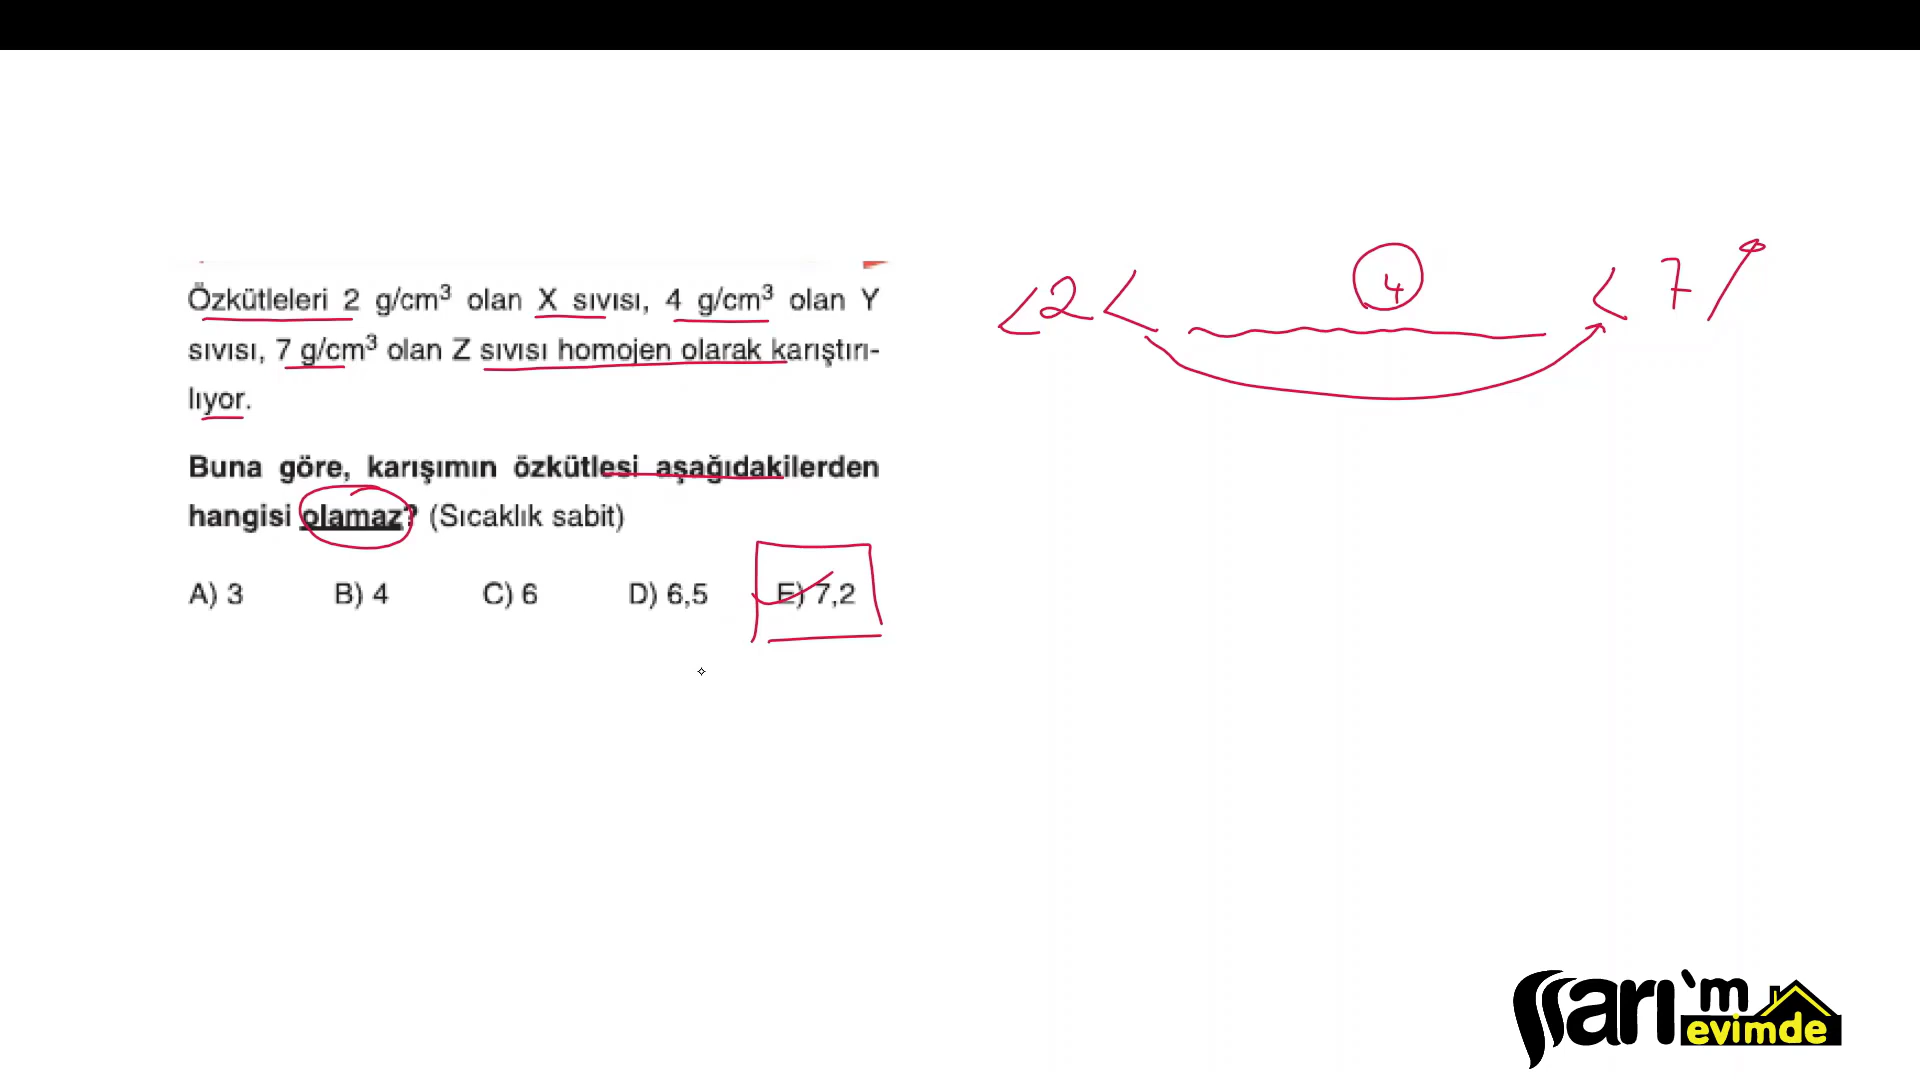 Özkütleleri 2 g/cm³ olan X sıvısı, 4 g/cm³ olan Y
sıvısı, 7 g/cm³ olan Z sıvısı homojen olarak karıştırı-
lıyor.
Buna göre, karışımın özkütlesi aşağıdakilerden
hangisi olamaz? (Sıcaklık sabit)
A) 3 B) 4 C) 6 D) 6,5 E) 7,2
<2< 4 <7
sarı'm
evimde